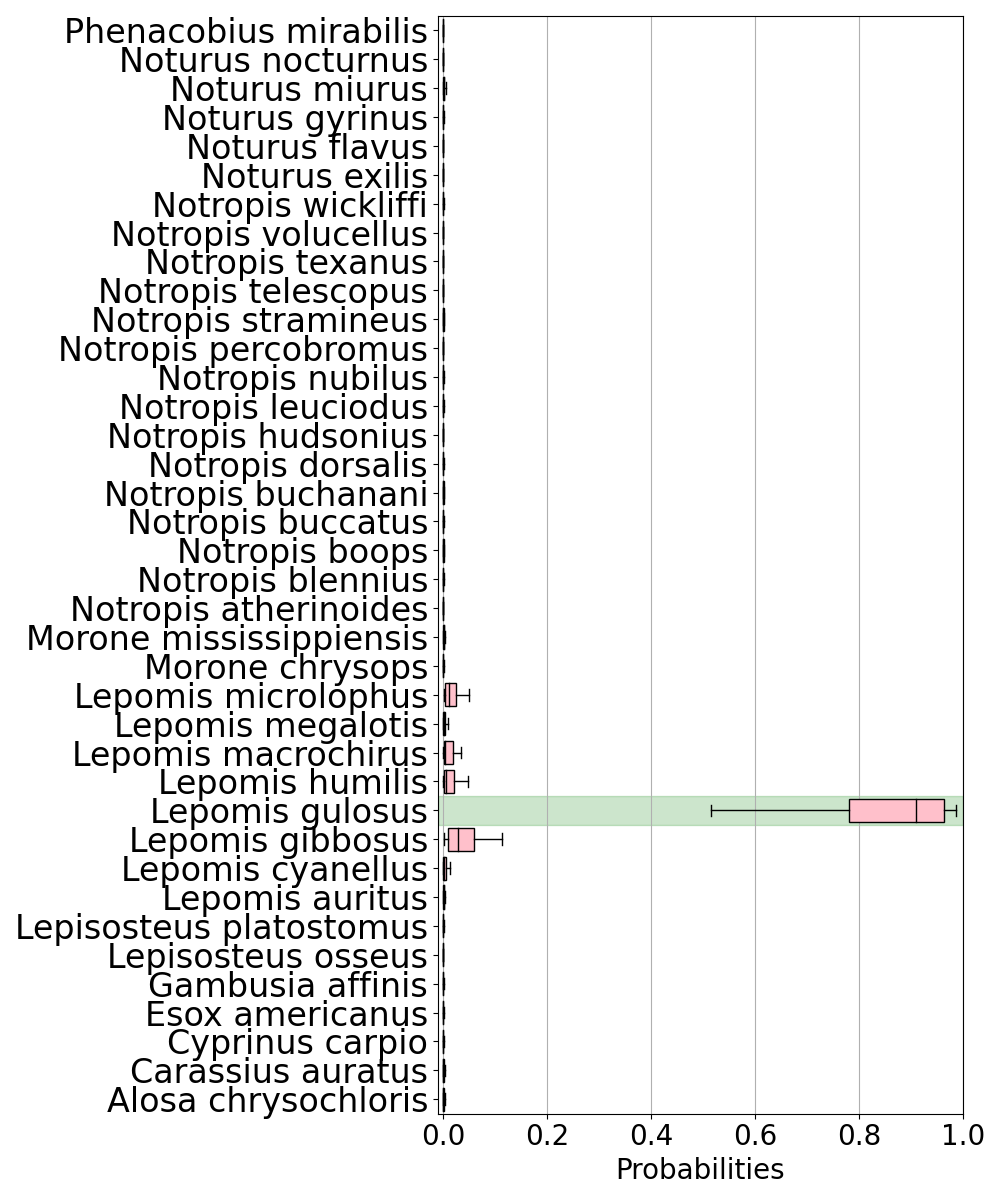 Phenacobius mirabilis
Noturus nocturnus
Noturus miurus
Noturus gyrinus
Noturus flavus
Noturus exilis
Notropis wickliffi
Notropis volucellus
Notropis texanus
Notropis telescopus
Notropis stramineus
Notropis percobromus
Notropis nubilus
Notropis leuciodus
Notropis hudsonius
Notropis dorsalis
Notropis buchanani
Notropis buccatus
Notropis boops
Notropis blennius
Notropis atherinoides
Morone mississippiensis
Morone chrysops
Lepomis microlophus
Lepomis megalotis
Lepomis macrochirus
Lepomis humilis
Lepomis gulosus
Lepomis gibbosus
Lepomis cyanellus
Lepomis auritus
Lepisosteus platostomus
Lepisosteus osseus
Gambusia affinis
Esox americanus
Cyprinus carpio
Carassius auratus
Alosa chrysochloris
0.0 0.2 0.4 0.6 0.8 1.0
Probabilities